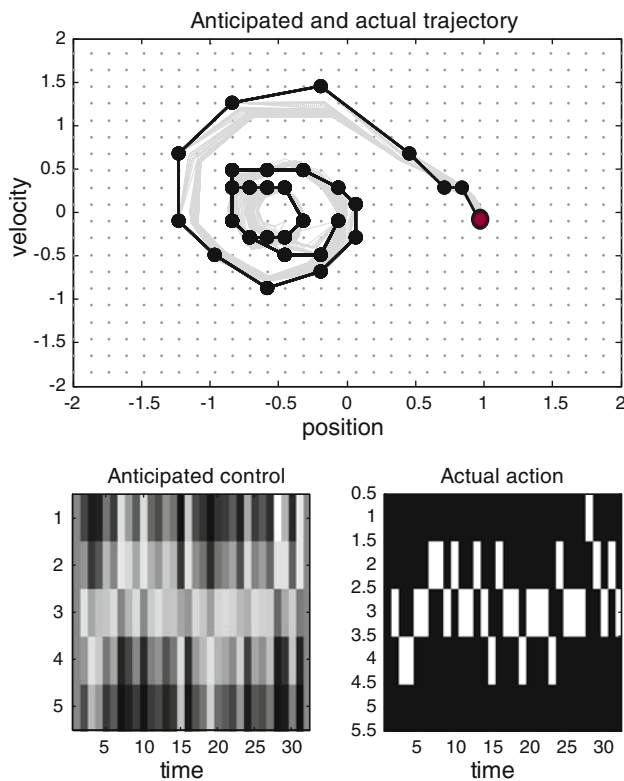 Anticipated and actual trajectory
2
1.5
1
0.5
0
-0.5
-1
-1.5
-2
velocity
-2 -1.5 -1 -0.5 0 0.5 1 1.5 2
position
Anticipated control
1
2
3
4
5
5 10 15 20 25 30
time
Actual action
0.5
1
1.5
2
2.5
3
3.5
4
4.5
5
5.5
5 10 15 20 25 30
time